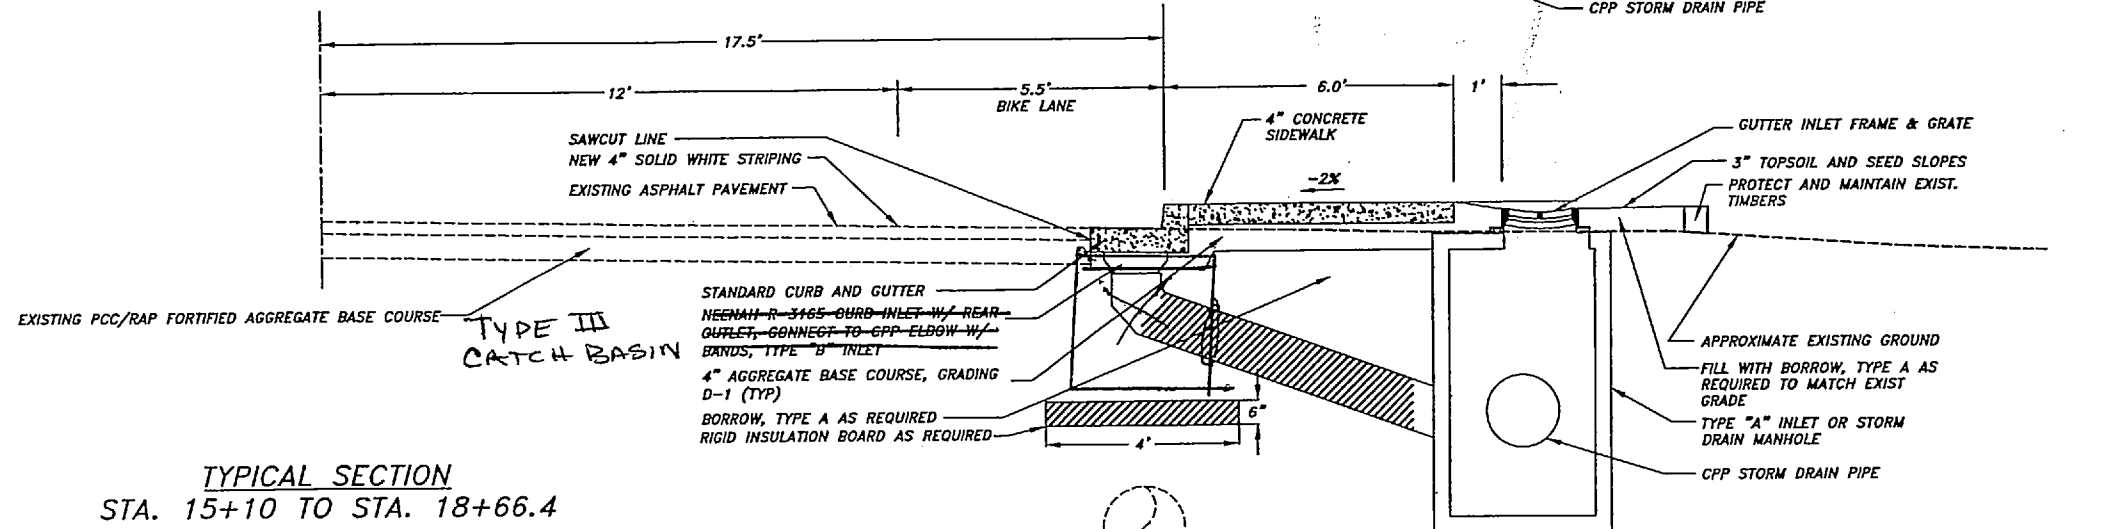 CPP STORM DRAIN PIPE
17.5'
12'
5.5'
BIKE LANE
6.0'
1'
4" CONCRETE
SIDEWALK
-2%
SAWCUT LINE
NEW 4" SOLID WHITE STRIPING
EXISTING ASPHALT PAVEMENT
GUTTER INLET FRAME & GRATE
3" TOPSOIL AND SEED SLOPES
PROTECT AND MAINTAIN EXIST.
TIMBERS
EXISTING PCC/RAP FORTIFIED AGGREGATE BASE COURSE
TYPE III
CATCH BASIN
STANDARD CURB AND GUTTER
NEENAH R-3165 CURB INLET W/ REAR
OUTLET, CONNECT TO CPP ELBOW W/
BANDS, TYPE "B" INLET
4" AGGREGATE BASE COURSE, GRADING
D-1 (TYP)
BORROW, TYPE A AS REQUIRED
RIGID INSULATION BOARD AS REQUIRED
6"
4'
APPROXIMATE EXISTING GROUND
FILL WITH BORROW, TYPE A AS
REQUIRED TO MATCH EXIST
GRADE
TYPE "A" INLET OR STORM
DRAIN MANHOLE
CPP STORM DRAIN PIPE
TYPICAL SECTION
STA. 15+10 TO STA. 18+66.4